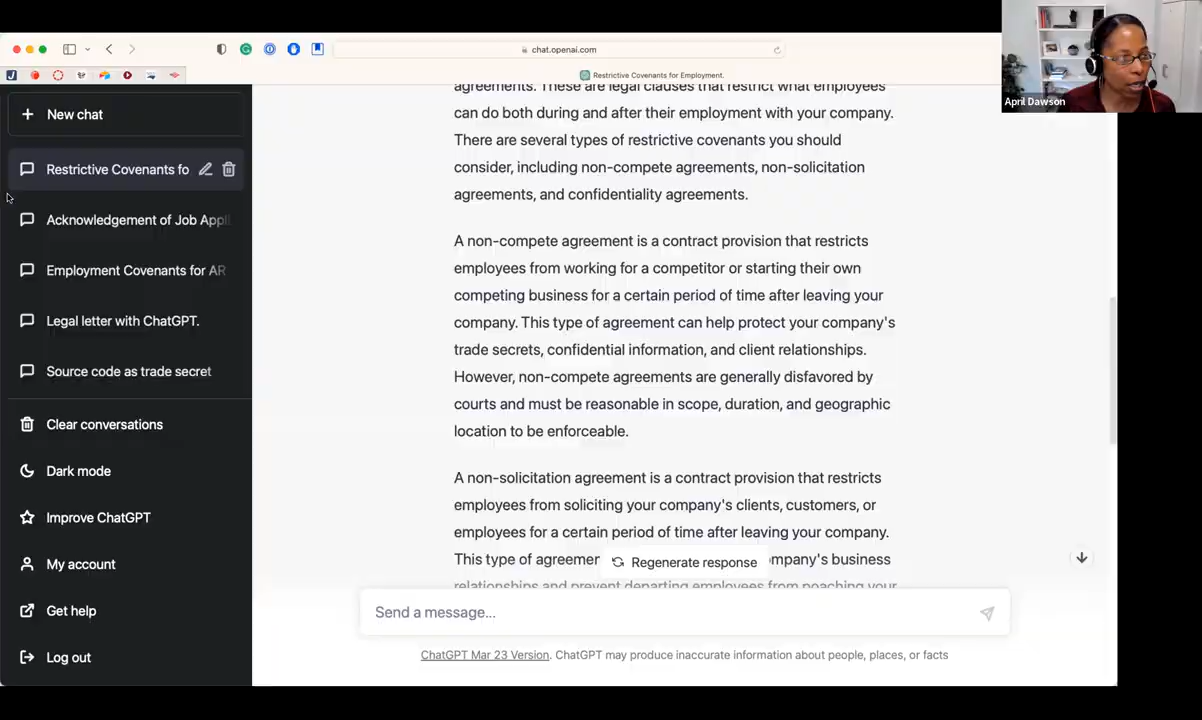 chat.openai.com
Restrictive Covenants for Employment.
April Dawson
New chat
Restrictive Covenants fo
Acknowledgement of Job Appl
Employment Covenants for AR
Legal letter with ChatGPT.
Source code as trade secret
Clear conversations
Dark mode
Improve ChatGPT
My account
Get help
Log out
agreements. These are legal clauses that restrict what employees
can do both during and after their employment with your company.
There are several types of restrictive covenants you should
consider, including non-compete agreements, non-solicitation
agreements, and confidentiality agreements.
A non-compete agreement is a contract provision that restricts
employees from working for a competitor or starting their own
competing business for a certain period of time after leaving your
company. This type of agreement can help protect your company's
trade secrets, confidential information, and client relationships.
However, non-compete agreements are generally disfavored by
courts and must be reasonable in scope, duration, and geographic
location to be enforceable.
A non-solicitation agreement is a contract provision that restricts
employees from soliciting your company's clients, customers, or
employees for a certain period of time after leaving your company.
This type of agreemer Regenerate response mpany's business
relationships and prevent departing employees from poaching your
Send a message...
ChatGPT Mar 23 Version. ChatGPT may produce inaccurate information about people, places, or facts